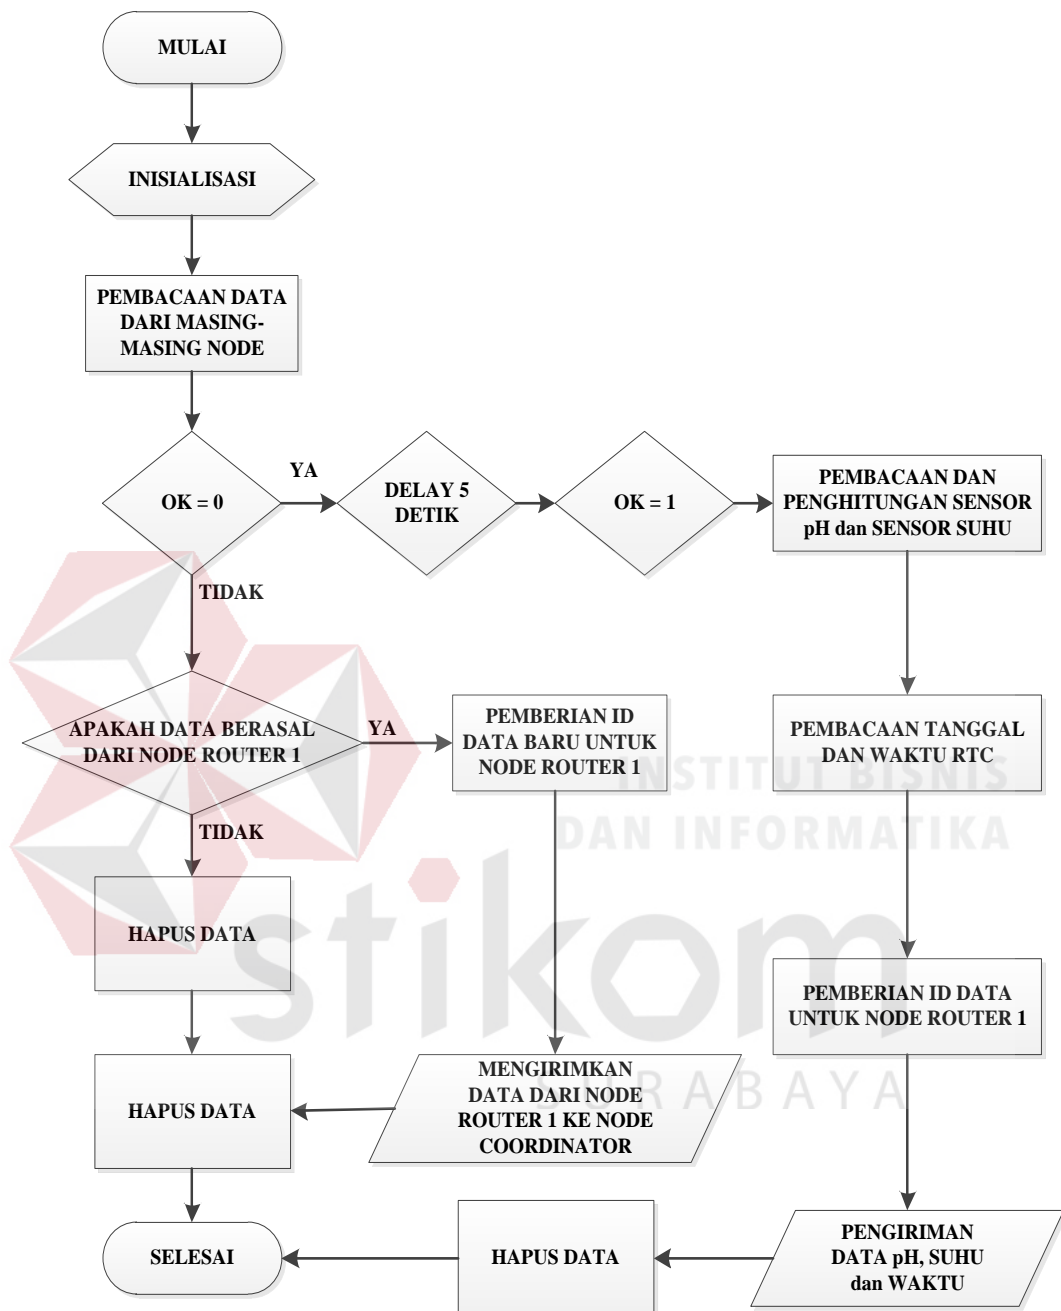 MULAI
INISIALISASI
PEMBACAAN DATA
DARI MASING-
MASING NODE
OK = 0
YA
DELAY 5
DETIK
OK = 1
PEMBACAAN DAN
PENGHITUNGAN SENSOR
pH dan SENSOR SUHU
TIDAK
APAKAH DATA BERASAL
DARI NODE ROUTER 1
YA
PEMBERIAN ID
DATA BARU UNTUK
NODE ROUTER 1
PEMBACAAN TANGGAL
DAN WAKTU RTC
INSTITUT BISNIS
DAN INFORMATIKA
TIDAK
HAPUS DATA
stikom
SURABAYA
PEMBERIAN ID DATA
UNTUK NODE ROUTER 1
HAPUS DATA
MENGIRIMKAN
DATA DARI NODE
ROUTER 1 KE NODE
COORDINATOR
SELESAI
HAPUS DATA
PENGIRIMAN
DATA pH, SUHU
dan WAKTU